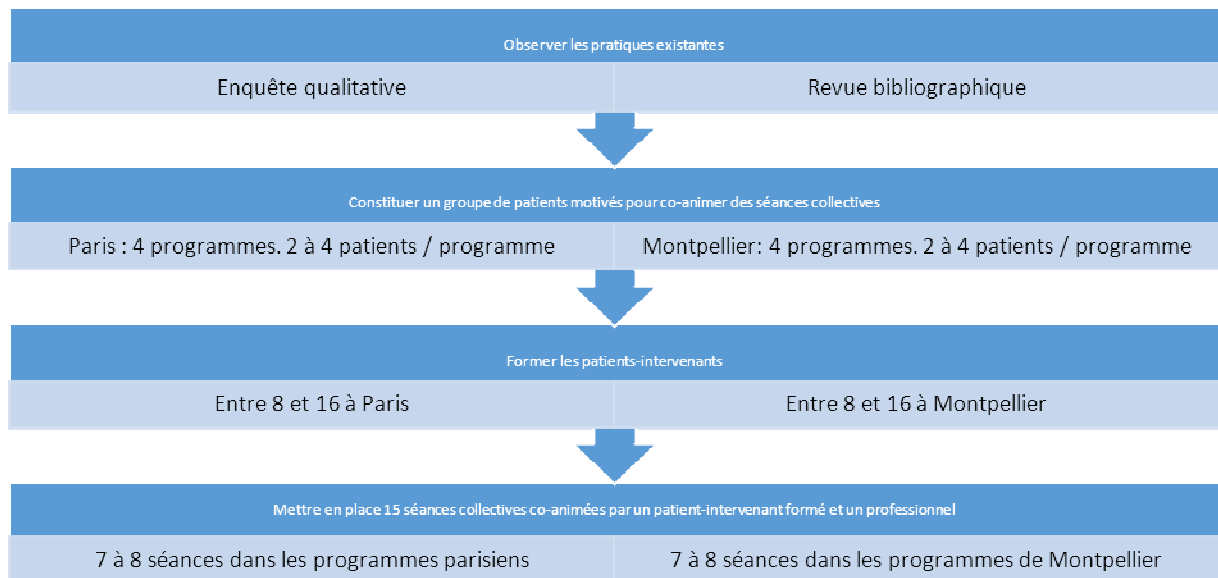 Observer les pratiques existantes
Enquête qualitative
Revue bibliographique
Constituer un groupe de patients motivés pour co-animer des séances collectives
Paris : 4 programmes. 2 à 4 patients / programme
Montpellier: 4 programmes. 2 à 4 patients / programme
Former les patients-intervenants
Entre 8 et 16 à Paris
Entre 8 et 16 à Montpellier
Mettre en place 15 séances collectives co-animées par un patient-intervenant formé et un professionnel
7 à 8 séances dans les programmes parisiens
7 à 8 séances dans les programmes de Montpellier